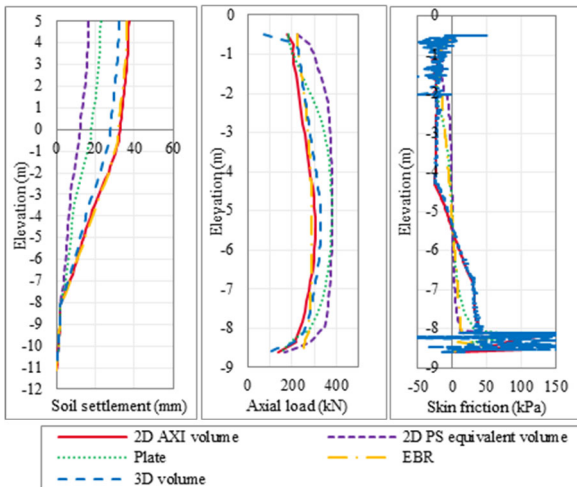 5
4
3
2
1
0
-1
-2
-3
-4
-5
-6
-7
-8
-9
-10
-11
-12
0 20 40 60
Elevation (m)
Soil settlement (mm)
-0
-1
-2
-3
-4
-5
-6
-7
-8
-9
0 200 400
Elevation (m)
Axial load (kN)
-0
-4
-5
-6
-7
-8
-9
-50 0 50 100 150
Elevation (m)
Skin friction (kPa)
2D AXI volume
2D PS equivalent volume
Plate
EBR
3D volume